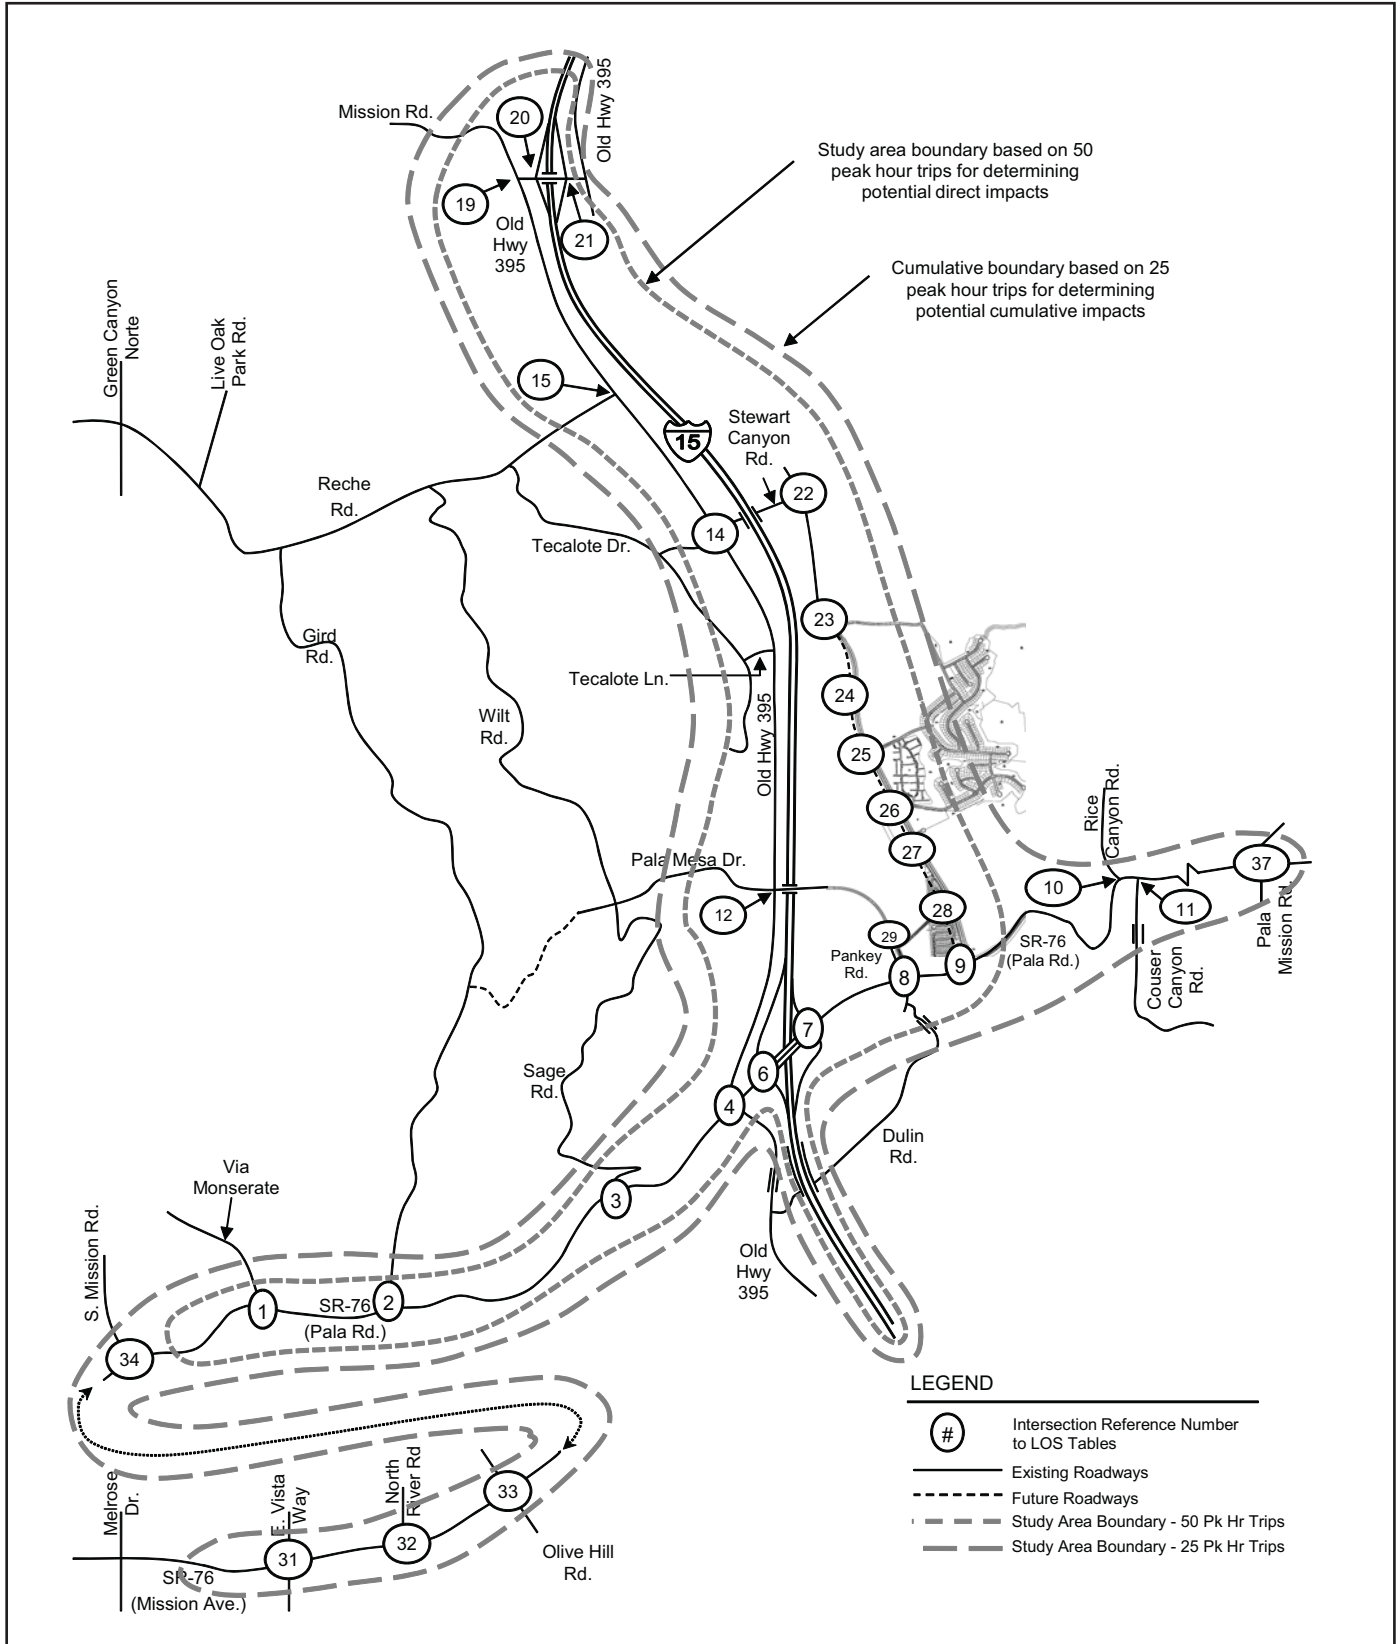 Old Hwy 395
Mission Rd.
20
Study area boundary based on 50
peak hour trips for determining
potential direct impacts
19
Old
Hwy
395
21
Cumulative boundary based on 25
peak hour trips for determining
potential cumulative impacts
Green Canyon
Norte
Live Oak
Park Rd.
15
15
Stewart
Canyon
Rd.
22
Reche
Rd.
14
Tecalote Dr.
23
Gird
Rd.
Tecalote Ln.
24
Wilt
Rd.
Old Hwy 395
25
26
Rice
Canyon Rd.
27
Pala Mesa Dr.
37
10
11
12
28
29
Pala
Mission Rd.
SR-76
(Pala Rd.)
Pankey
Rd.
8
9
Couser
Canyon
Rd.
7
6
Sage
Rd.
4
Dulin
Rd.
Via
Monserate
3
S. Mission Rd.
Old
Hwy
395
1
SR-76
(Pala Rd.)
2
34
LEGEND
#
Intersection Reference Number
to LOS Tables
Existing Roadways
Future Roadways
Study Area Boundary - 50 Pk Hr Trips
Study Area Boundary - 25 Pk Hr Trips
Melrose
Dr.
E. Vista
Way
North
River Rd
33
32
31
Olive Hill
Rd.
SR-76
(Mission Ave.)